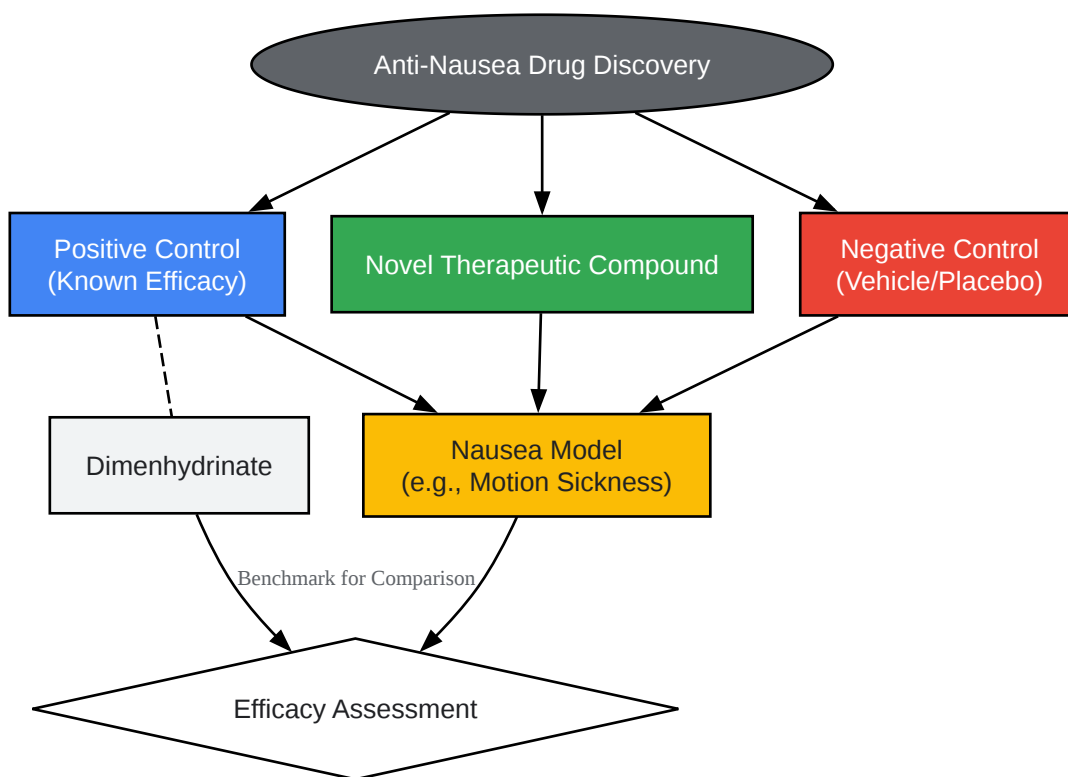 Anti-Nausea Drug Discovery
Positive Control
(Known Efficacy)
Novel Therapeutic Compound
Negative Control
(Vehicle/Placebo)
Dimenhydrinate
Nausea Model
(e.g., Motion Sickness)
Benchmark for Comparison
Efficacy Assessment